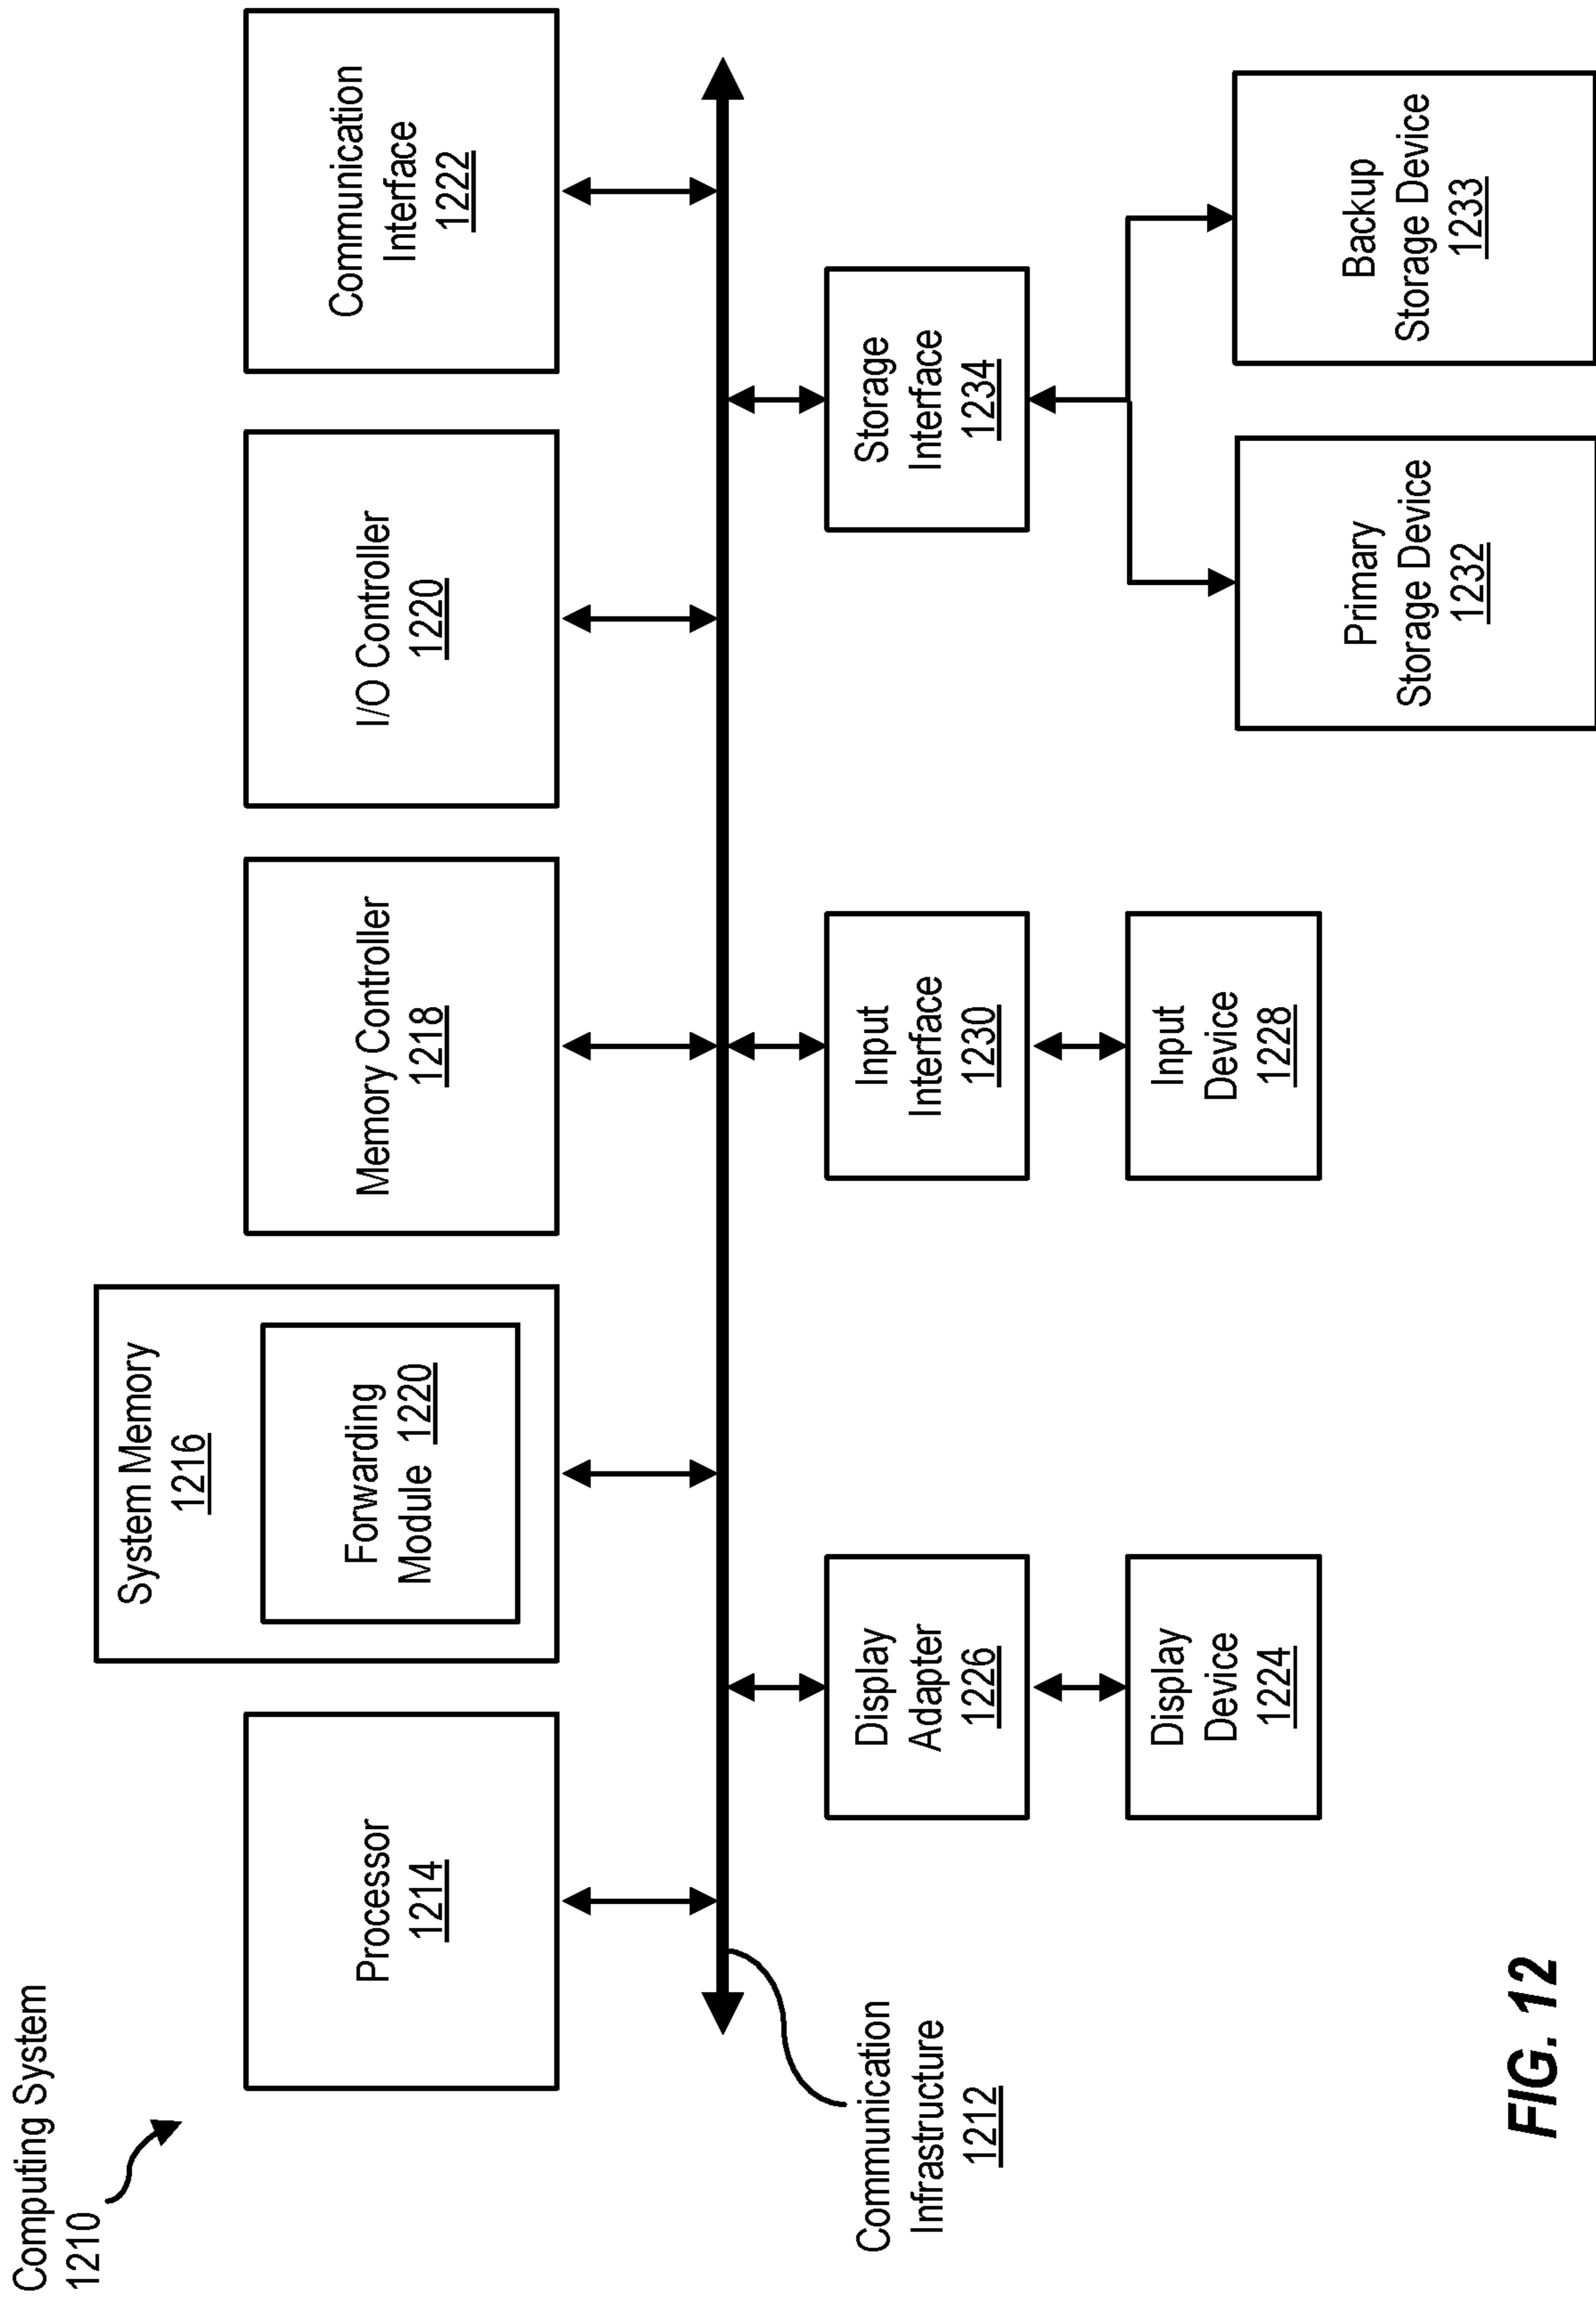 Computing System
1210
Processor
1214
System Memory
1216
Forwarding
Module 1220
Memory Controller
1218
I/O Controller
1220
Communication
Interface
1222
Communication
Infrastructure
1212
Display
Adapter
1226
Input
Interface
1230
Storage
Interface
1234
Display
Device
1224
Input
Device
1228
Primary
Storage Device
1232
Backup
Storage Device
1233
FIG. 12